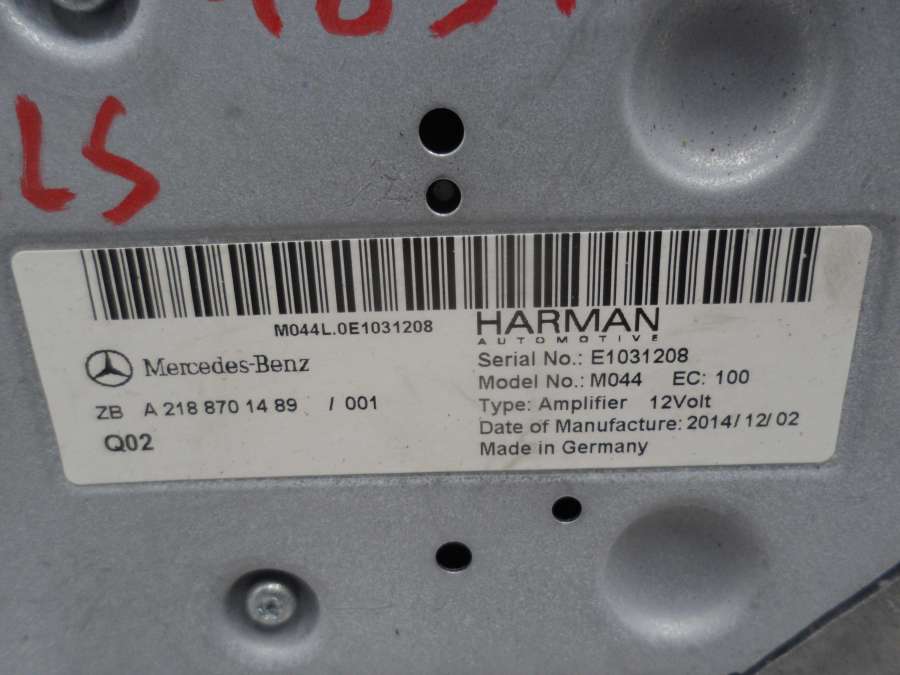 LS
M044L.0E1031208
HARMAN
AUTOMOTIVE
Mercedes-Benz
Serial No.: E1031208
Model No.: M044 EC: 100
ZB A 218 870 14 89 / 001
Type: Amplifier 12Volt
Q02
Date of Manufacture: 2014/12/02
Made in Germany